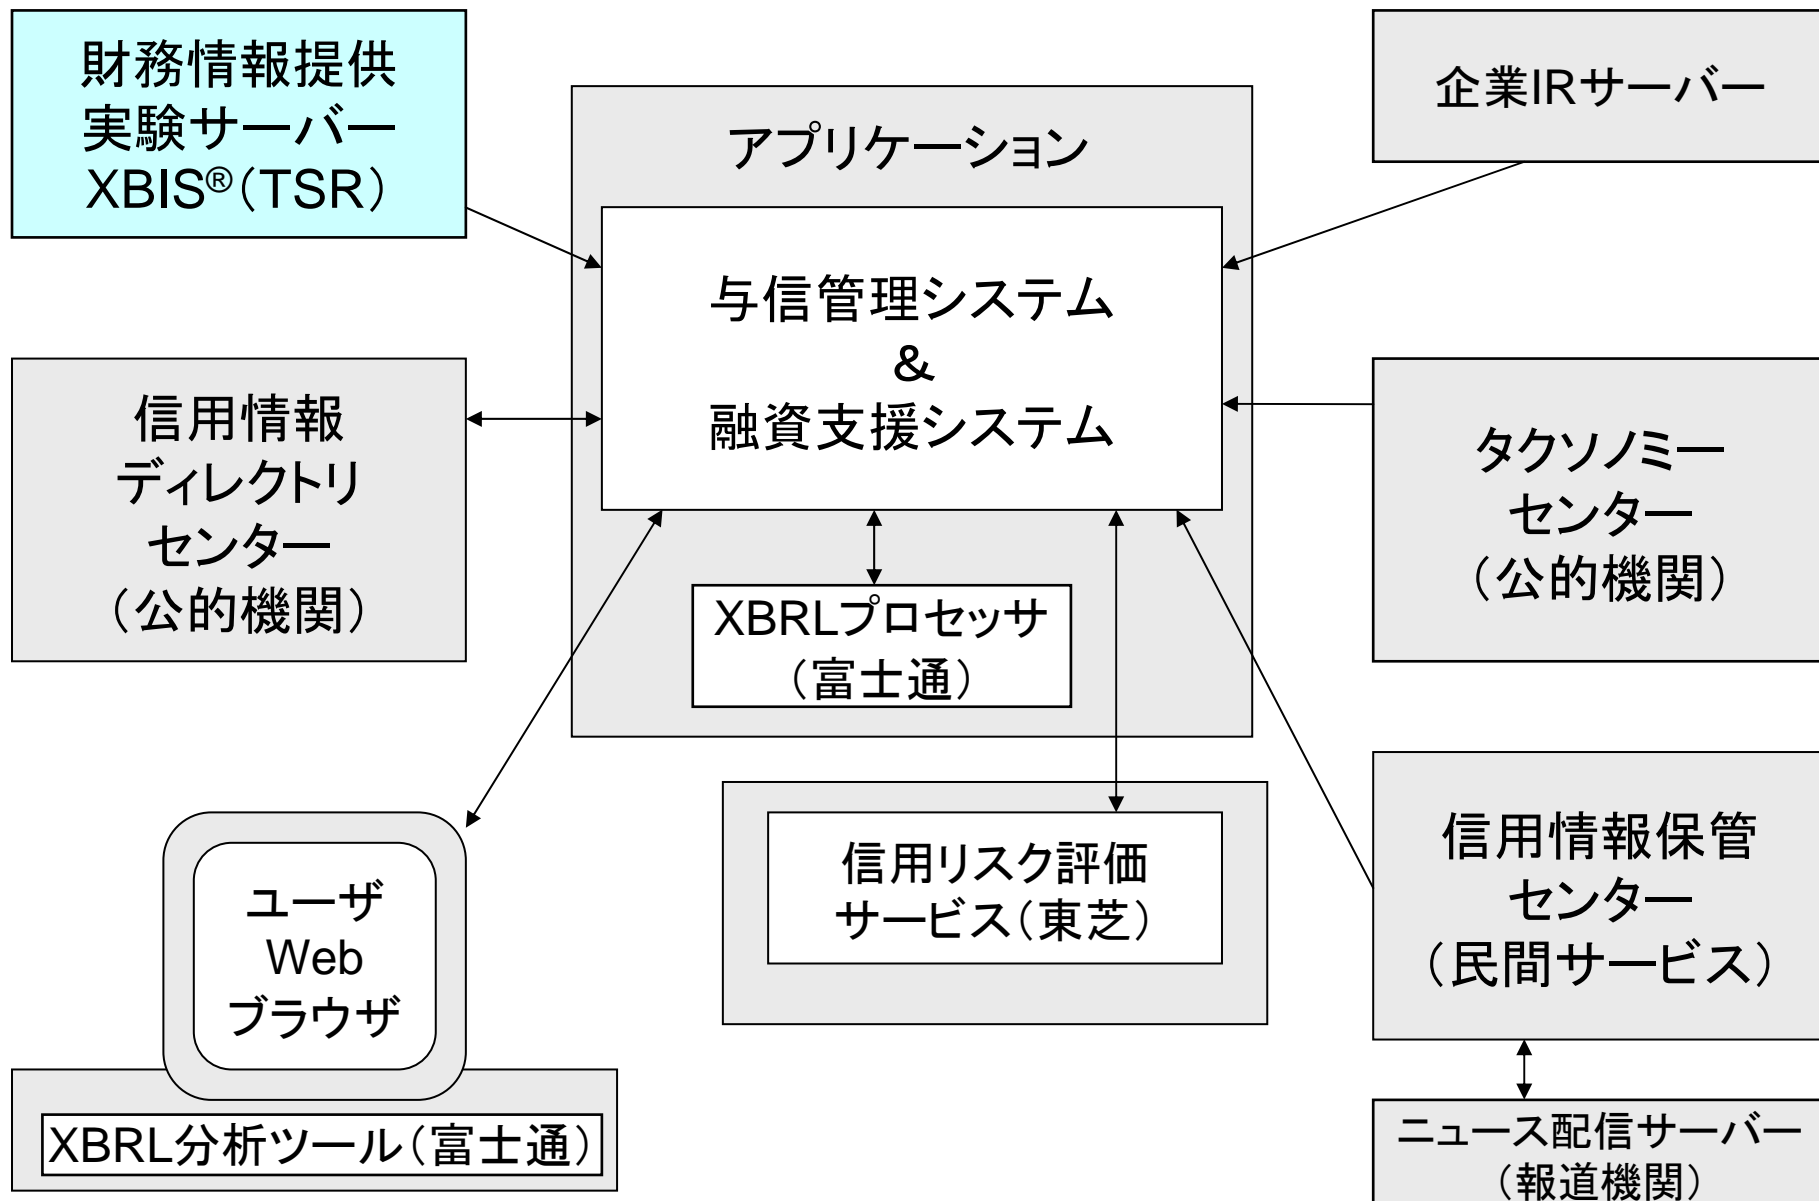 財務情報提供
実験サーバー
XBIS®(TSR)
アプリケーション
企業IRサーバー
与信管理システム
&
融資支援システム
信用情報
ディレクトリ
センター
(公的機関)
タクソノミー
センター
(公的機関)
XBRLプロセッサ
(富士通)
信用リスク評価
サービス(東芝)
信用情報保管
センター
(民間サービス)
ユーザ
Web
ブラウザ
XBRL分析ツール(富士通)
ニュース配信サーバー
(報道機関)